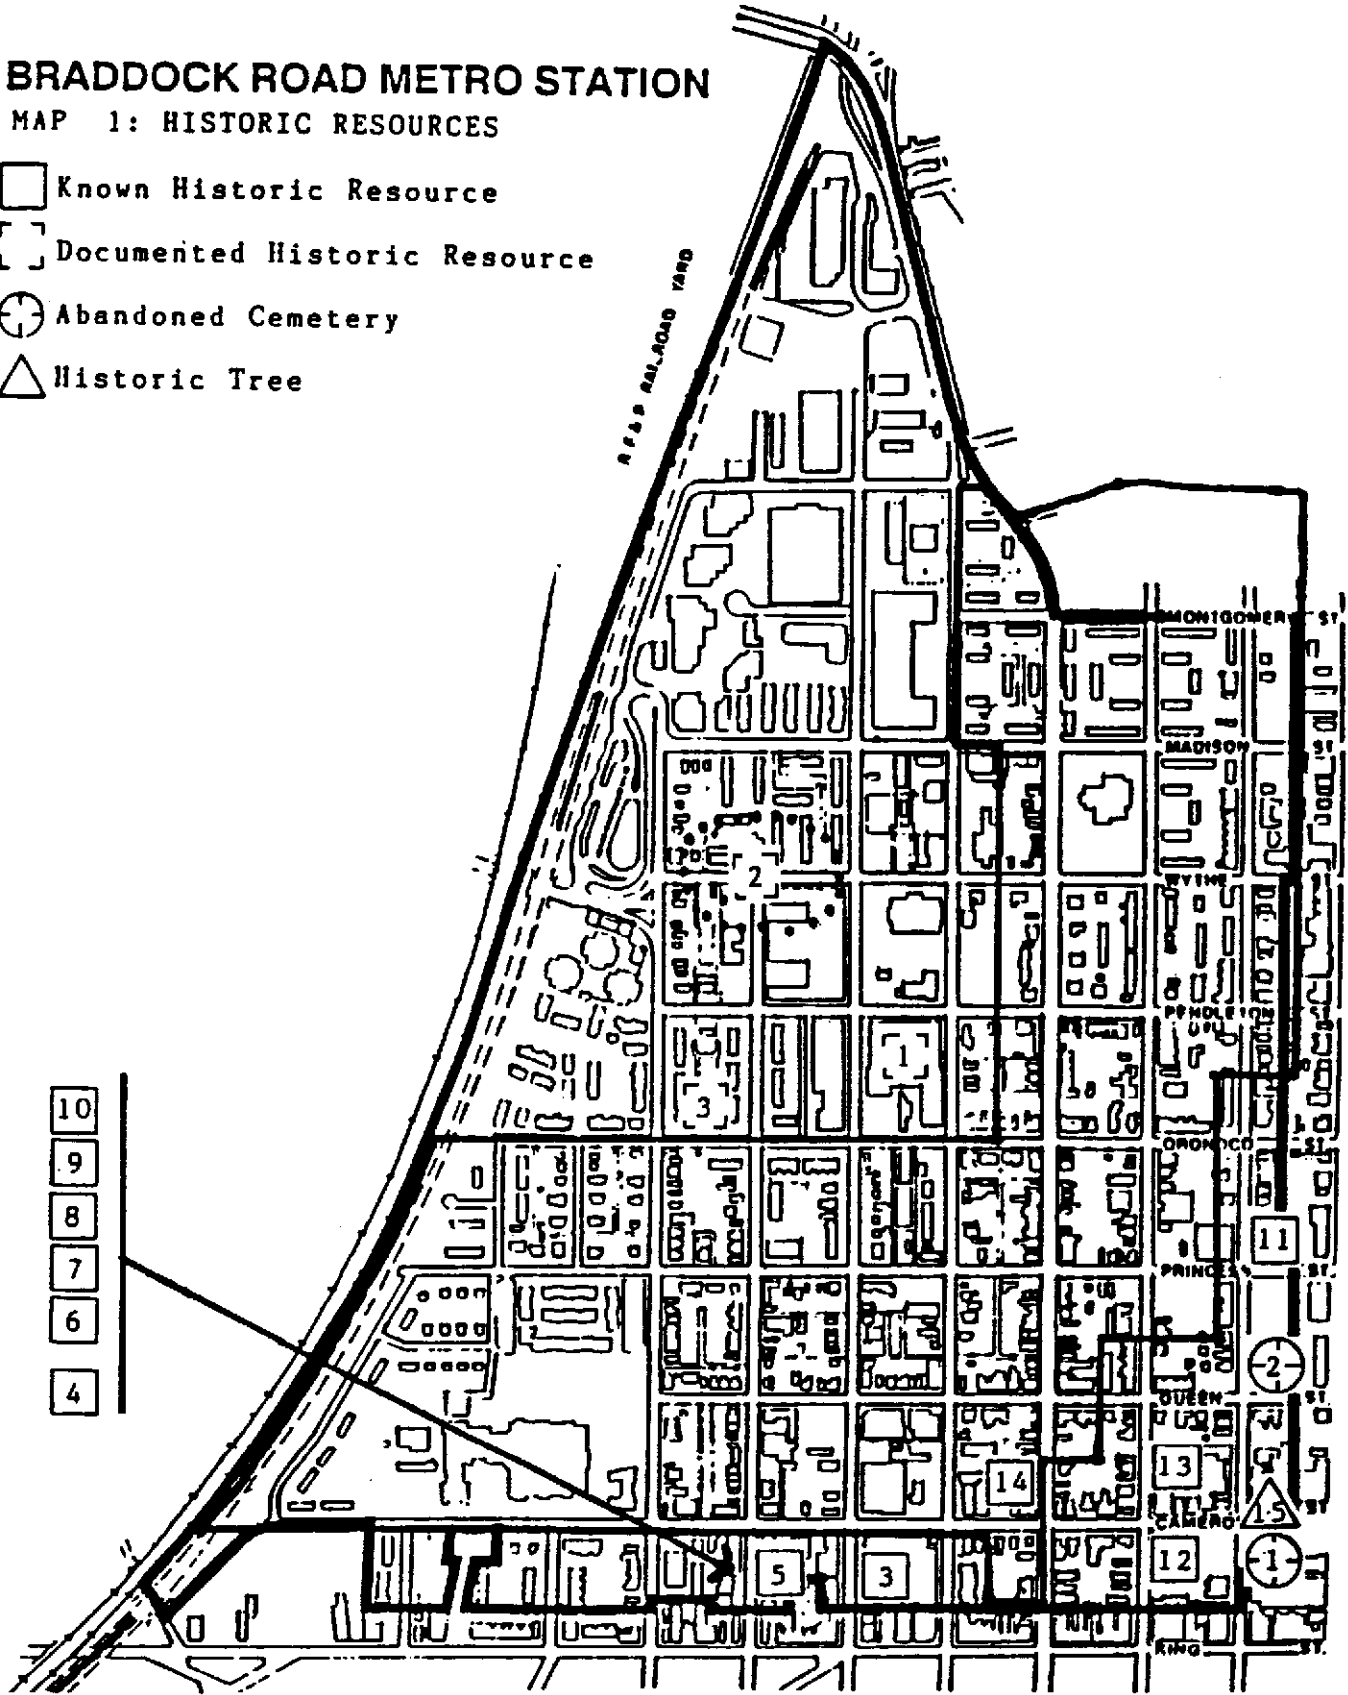 BRADDOCK ROAD METRO STATION
MAP 1: HISTORIC RESOURCES
Known Historic Resource
Documented Historic Resource
Abandoned Cemetery
Historic Tree
RF&P RAILROAD YARD
MONTGOMERY ST
MADISON ST
2
WYTHE
PENDLETON ST
1
3
10
9
8
7
6
4
ORONOCO ST.
11
PRINCESS ST.
2
QUEEN ST
14
13
15
CAMERO ST
5
3
12
1
KING ST.